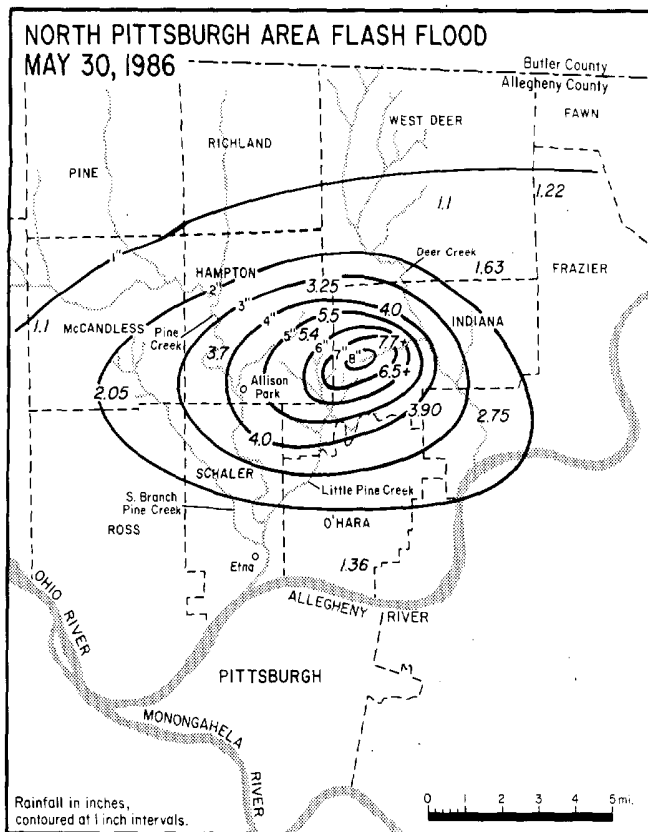 NORTH PITTSBURGH AREA FLASH FLOOD
MAY 30, 1986
Butler County
Allegheny County
FAWN
WEST DEER
RICHLAND
PINE
1.22
1.1
Deer Creek
1"
HAMPTON
1.63
FRAZIER
2"
3.25
3"
4.0
1.1
McCANDLESS
Pine
Creek
4"
5.5
INDIANA
5"
5.4
3.7
6"
7"
8"
7.7+
6.5+
Allison
Park
2.05
3.90
2.75
4.0
SCHALER
Little Pine Creek
S. Branch
Pine Creek
O'HARA
ROSS
Etna
1.36
OHIO
RIVER
ALLEGHENY
RIVER
PITTSBURGH
MONONGAHELA
RIVER
Rainfall in inches,
contoured at 1 inch intervals.
0 1 2 3 4 5 mi.